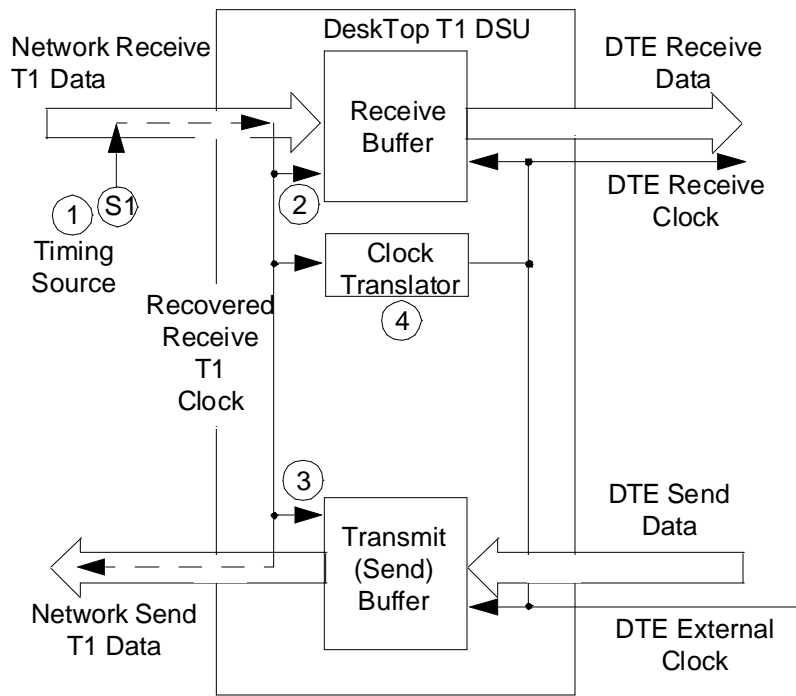 DeskTop T1 DSU
Network Receive
T1 Data
DTE Receive
Data
Receive
Buffer
DTE Receive
Clock
1
S1
2
Timing
Source
Clock
Translator
4
Recovered
Receive
T1
Clock
3
DTE Send
Data
Transmit
(Send)
Buffer
Network Send
T1 Data
DTE External
Clock